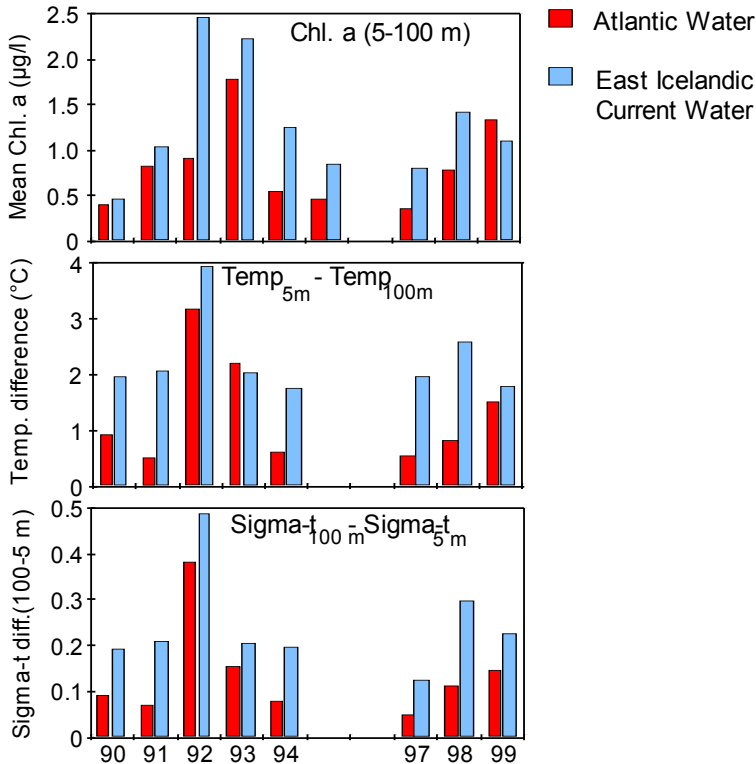 Chl. a (5-100 m)
Mean Chl. a (µg/l)
2.5
2.0
1.5
1.0
0.5
0
Atlantic Water
East Icelandic
Current Water
Temp5m - Temp100m
Temp. difference (°C)
4
3
2
1
0
Sigma-t100 m - Sigma-t5 m
Sigma-t diff.(100-5 m)
0.5
0.4
0.3
0.2
0.1
0
90 91 92 93 94 97 98 99